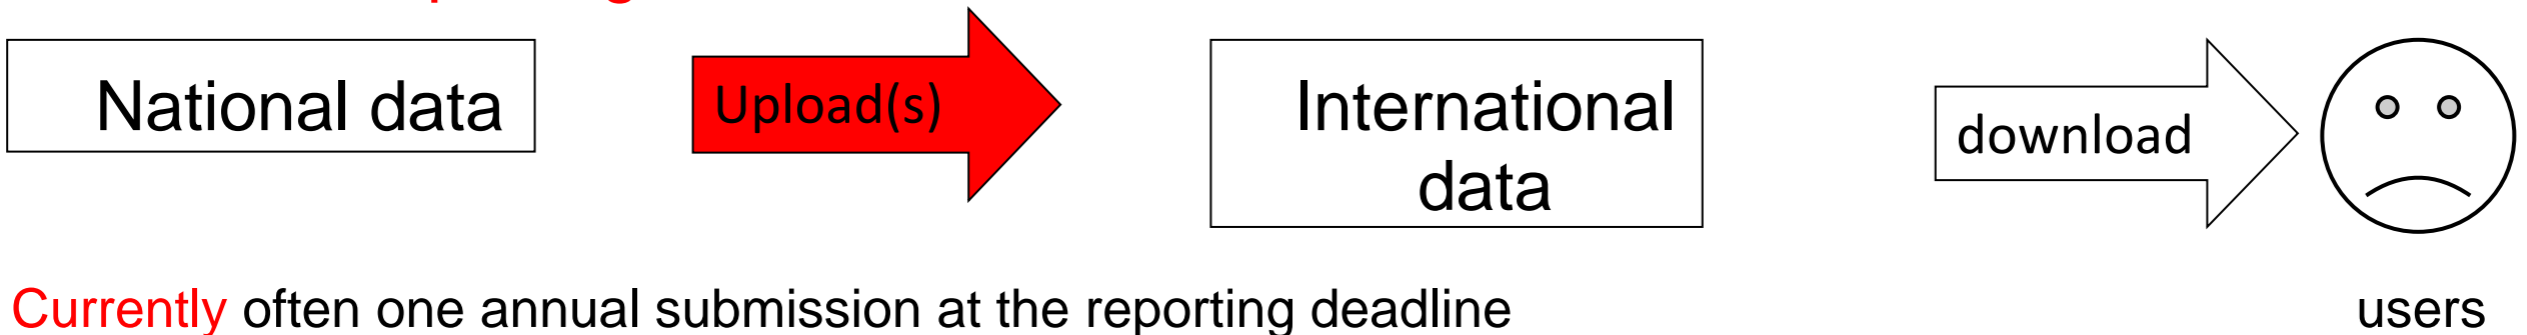 National data
Upload(s)
International
data
download
Currently often one annual submission at the reporting deadline
users